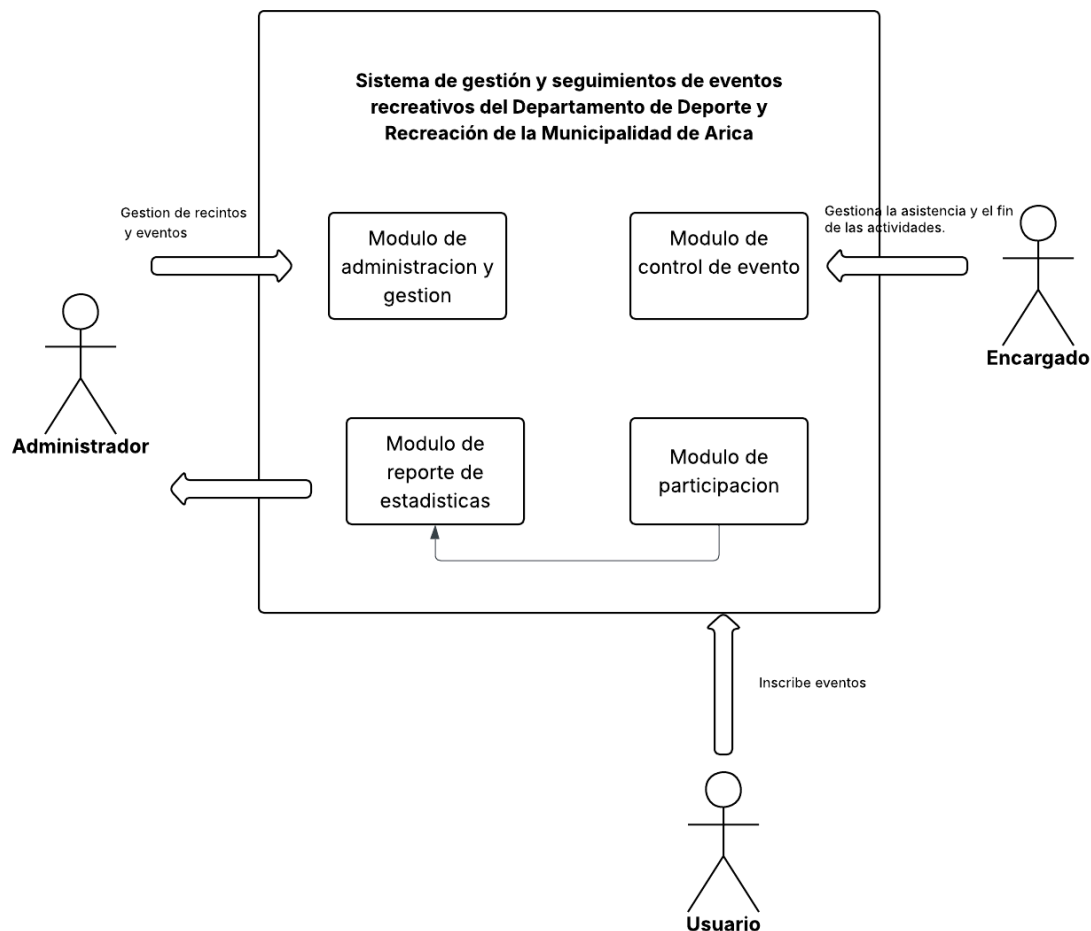 Sistema de gestión y seguimientos de eventos
recreativos del Departamento de Deporte y
Recreación de la Municipalidad de Arica
Gestion de recintos
y eventos
Modulo de
administracion y
gestion
Modulo de
control de evento
Gestiona la asistencia y el fin
de las actividades.
Encargado
Administrador
Modulo de
reporte de
estadisticas
Modulo de
participacion
Inscribe eventos
Usuario